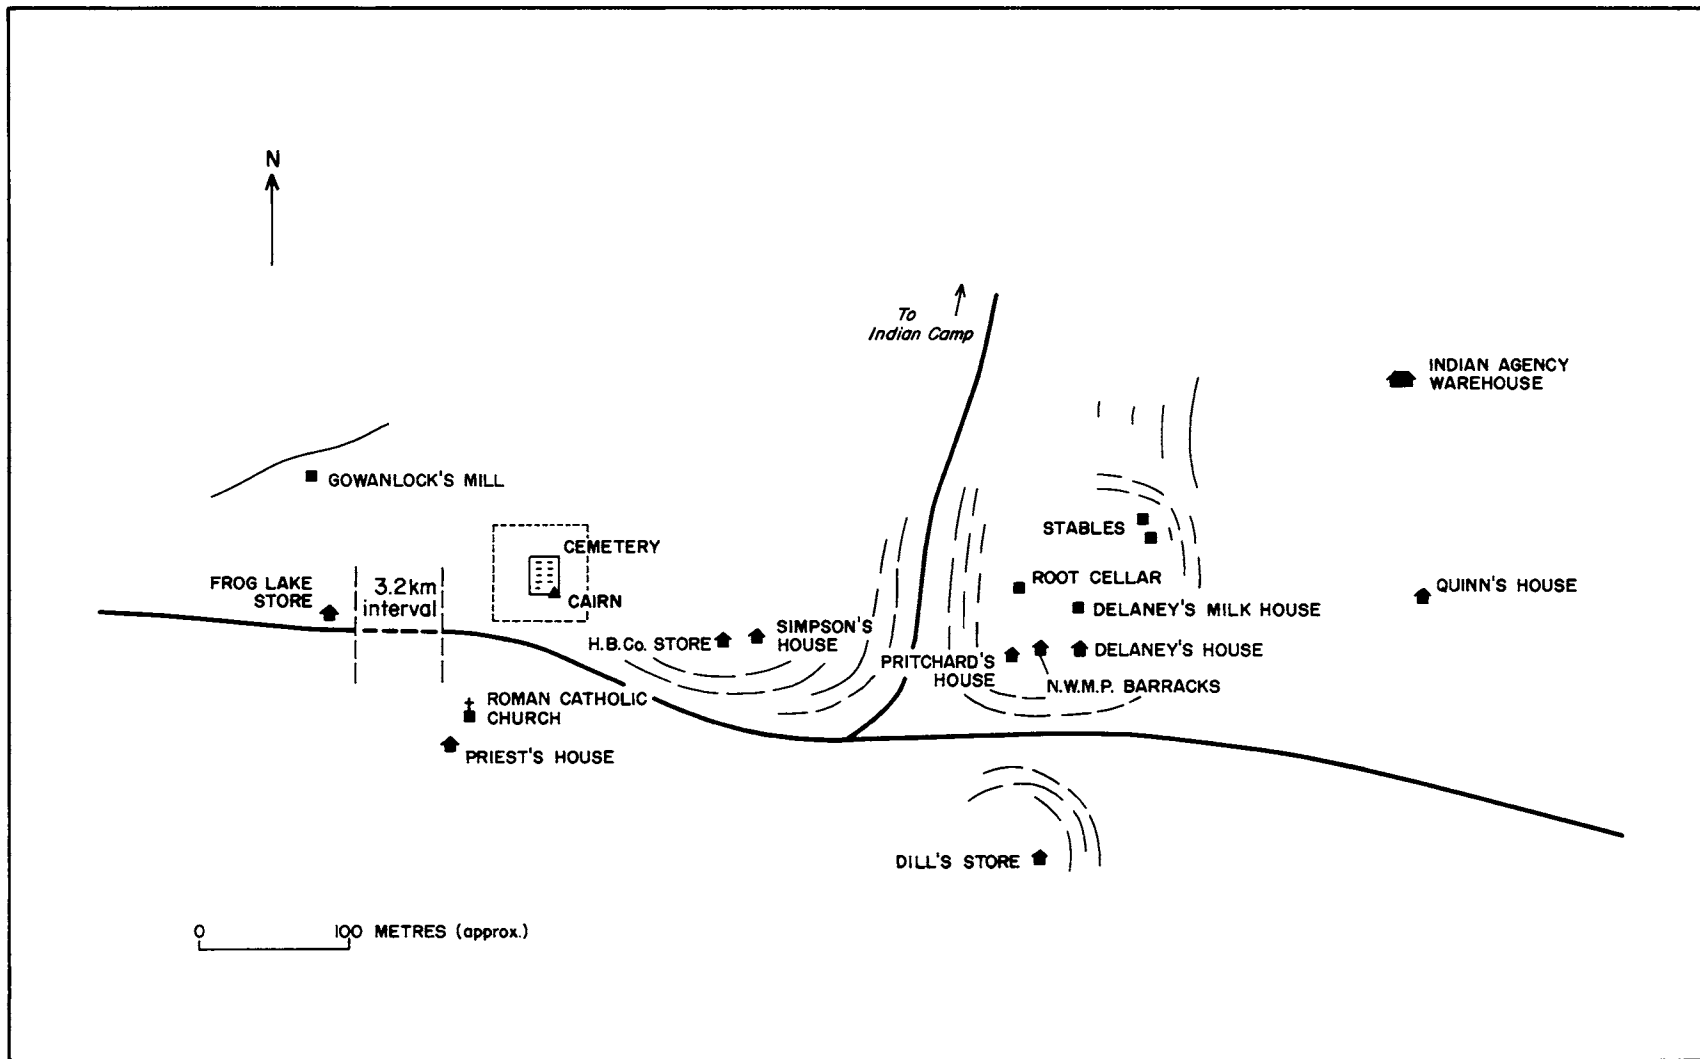 N
To
Indian Camp
INDIAN AGENCY
WAREHOUSE
GOWANLOCK'S MILL
STABLES
CEMETERY
FROG LAKE
STORE
3.2km
interval
CAIRN
ROOT CELLAR
QUINN'S HOUSE
DELANEY'S MILK HOUSE
H.B.Co. STORE
SIMPSON'S
HOUSE
PRITCHARD'S
HOUSE
DELANEY'S HOUSE
N.W.M.P. BARRACKS
ROMAN CATHOLIC
CHURCH
PRIEST'S HOUSE
DILL'S STORE
0 100 METRES (approx.)